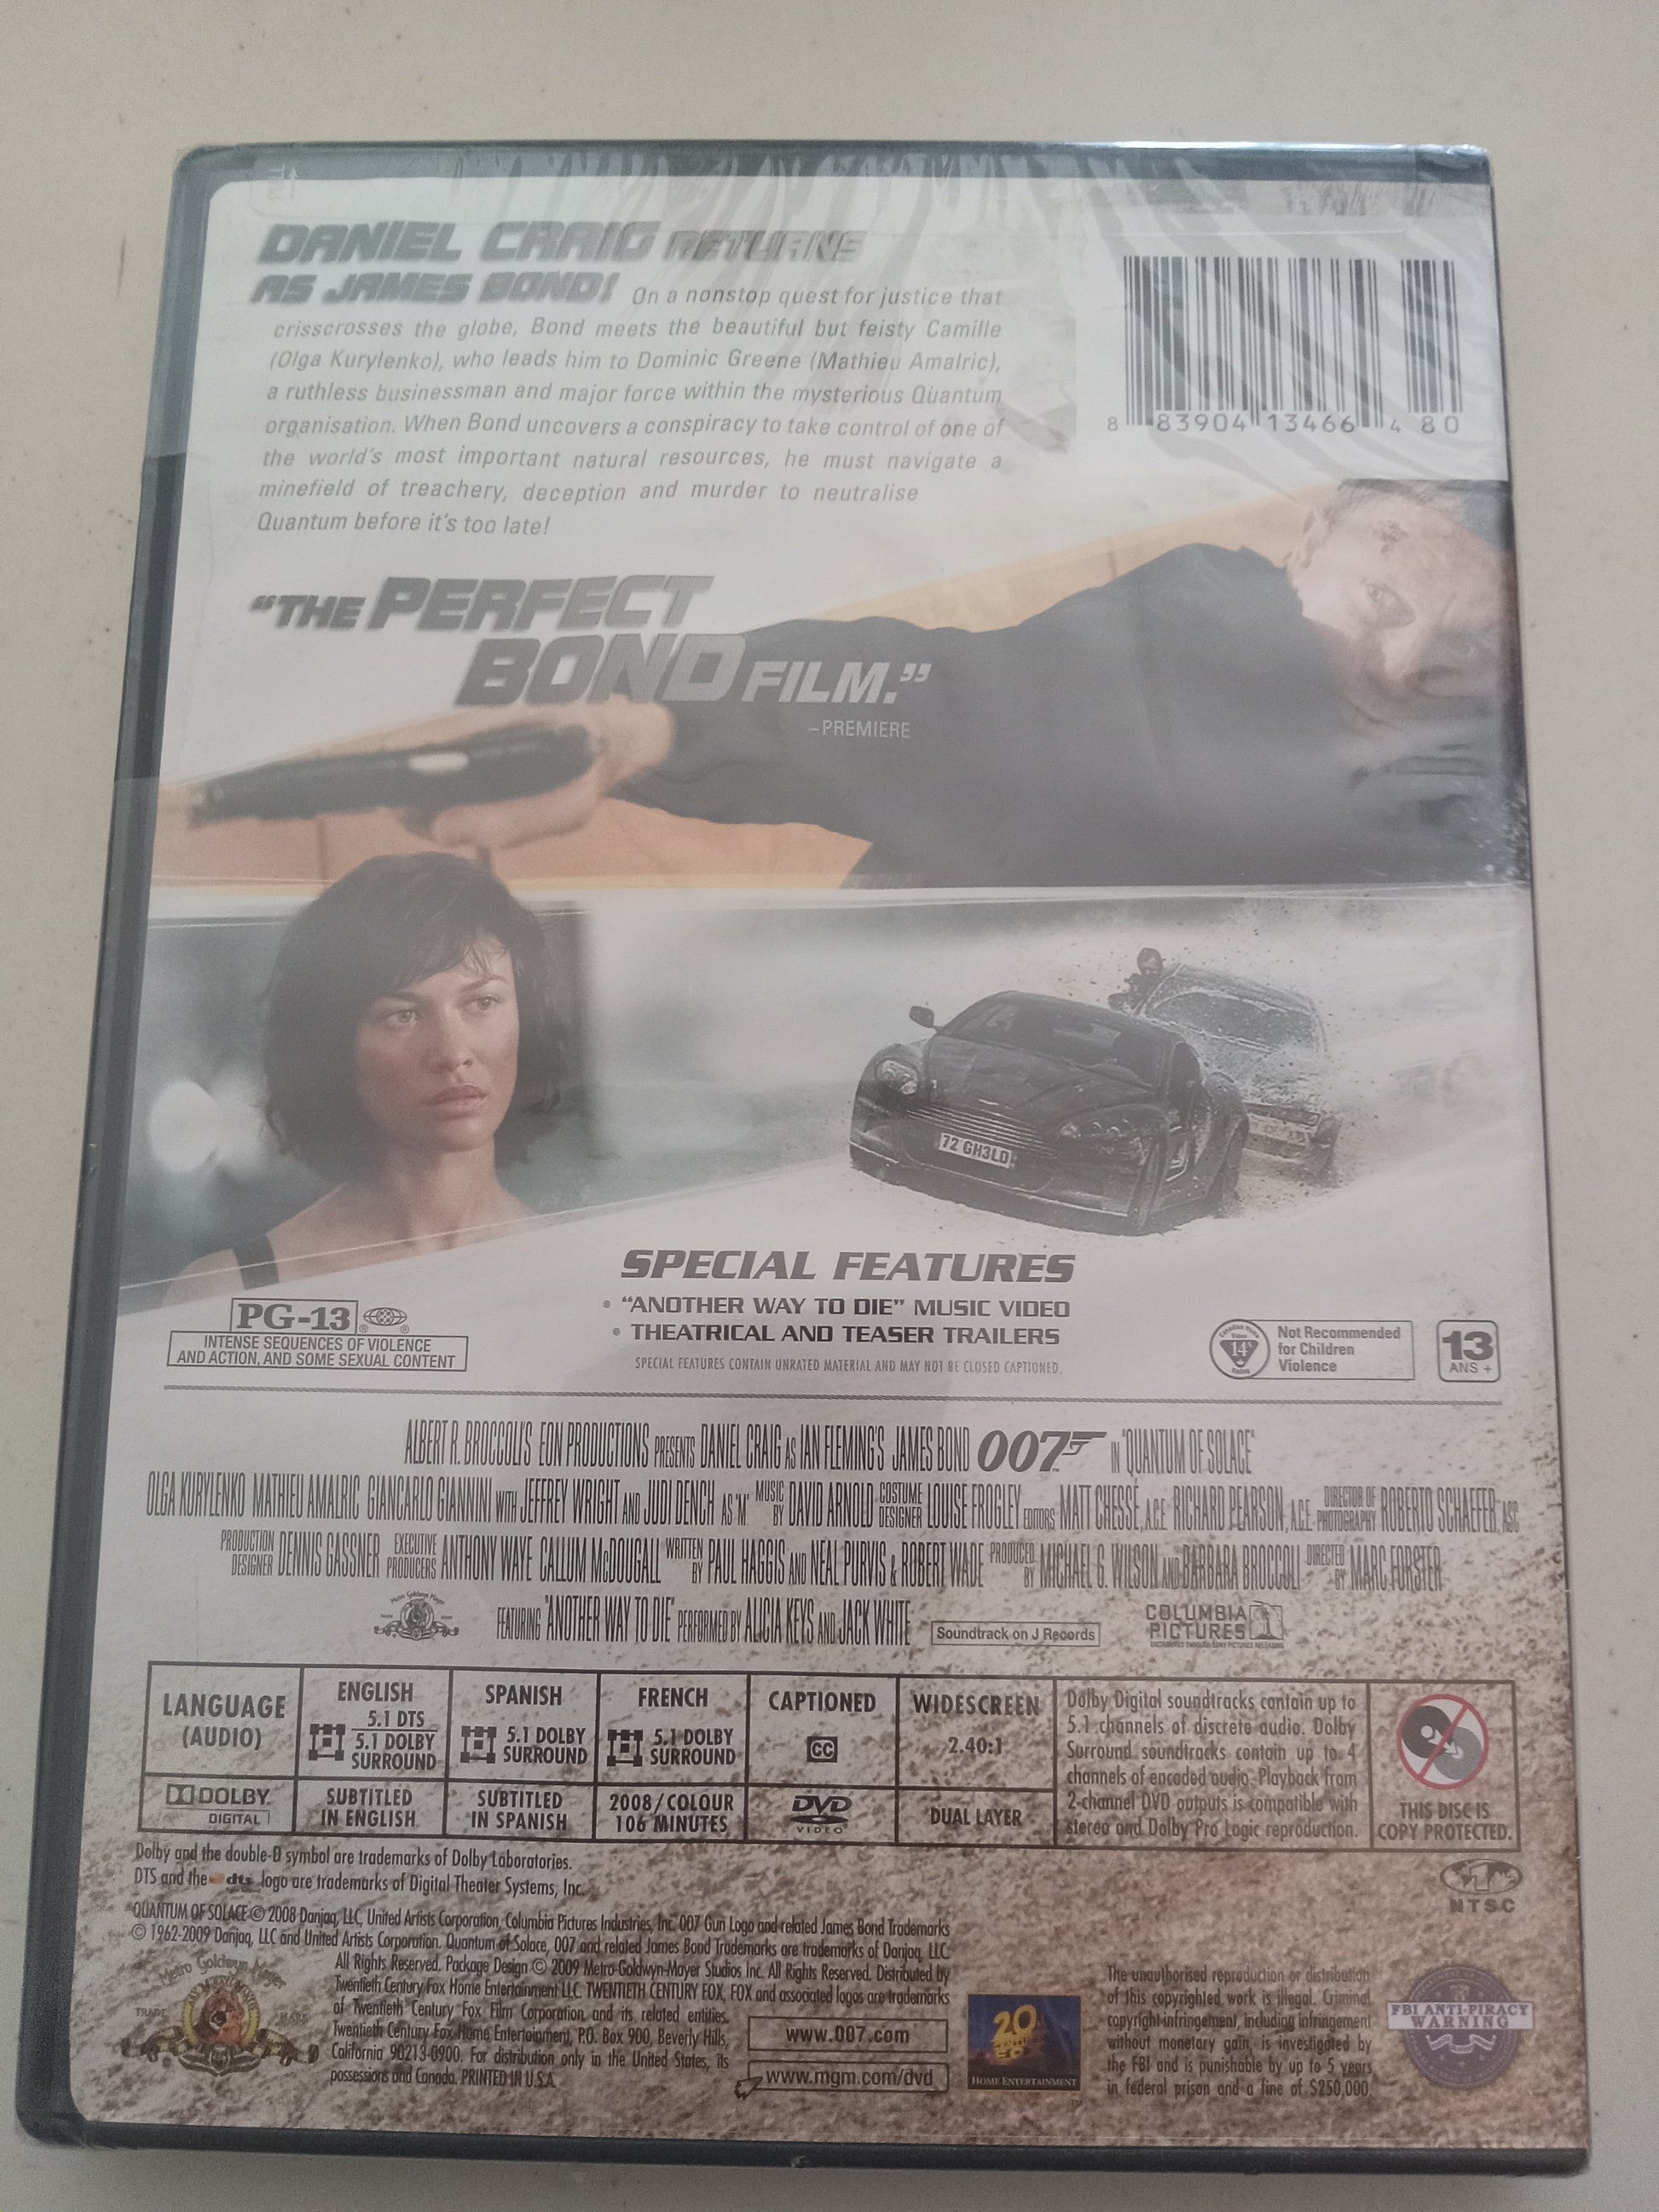 DANIEL CRAIG RETURNS
AS JAMES BOND! On a nonstop quest for justice that
crisscrosses the globe, Bond meets the beautiful but feisty Camille
(Olga Kurylenko), who leads him to Dominic Greene (Mathieu Amalric),
a ruthless businessman and major force within the mysterious Quantum
organisation. When Bond uncovers a conspiracy to take control of one of
the world's most important natural resources, he must navigate a
minefield of treachery, deception and murder to neutralise
Quantum before it's too late!
8 83904 13466 4 80
"THE PERFECT
BOND FILM."
–PREMIERE
72 GH3LD
SPECIAL FEATURES
• "ANOTHER WAY TO DIE" MUSIC VIDEO
• THEATRICAL AND TEASER TRAILERS
SPECIAL FEATURES CONTAIN UNRATED MATERIAL AND MAY NOT BE CLOSED CAPTIONED.
PG-13
INTENSE SEQUENCES OF VIOLENCE
AND ACTION, AND SOME SEXUAL CONTENT
14
Not Recommended
for Children
Violence
13
ANS +
ALBERT R. BROCCOLI'S EON PRODUCTIONS PRESENTS DANIEL CRAIG AS IAN FLEMING'S JAMES BOND 007 IN "QUANTUM OF SOLACE"
OLGA KURYLENKO MATHIEU AMALRIC GIANCARLO GIANNINI WITH JEFFREY WRIGHT AND JUDI DENCH AS "M" MUSIC BY DAVID ARNOLD COSTUME DESIGNER LOUISE FROGLEY EDITORS MATT CHESSÉ, A.C.E. RICHARD PEARSON, A.C.E. DIRECTOR OF PHOTOGRAPHY ROBERTO SCHAEFER, ASC
PRODUCTION DESIGNER DENNIS GASSNER EXECUTIVE PRODUCERS ANTHONY WAYE CALLUM McDOUGALL WRITTEN BY PAUL HAGGIS AND NEAL PURVIS & ROBERT WADE PRODUCED BY MICHAEL G. WILSON AND BARBARA BROCCOLI DIRECTED BY MARC FORSTER
FEATURING "ANOTHER WAY TO DIE" PERFORMED BY ALICIA KEYS AND JACK WHITE
Soundtrack on J Records
COLUMBIA
PICTURES
LANGUAGE
(AUDIO)
ENGLISH
5.1 DTS
5.1 DOLBY
SURROUND
SPANISH
5.1 DOLBY
SURROUND
FRENCH
5.1 DOLBY
SURROUND
CAPTIONED
CC
WIDESCREEN
2.40:1
DOLBY
DIGITAL
SUBTITLED
IN ENGLISH
SUBTITLED
IN SPANISH
2008/COLOUR
106 MINUTES
DVD
VIDEO
DUAL LAYER
Dolby Digital soundtracks contain up to
5.1 channels of discrete audio. Dolby
Surround soundtracks contain up to 4
channels of encoded audio. Playback from
2-channel DVD outputs is compatible with
stereo and Dolby Pro Logic reproduction.
THIS DISC IS
COPY PROTECTED.
NTSC
Dolby and the double-D symbol are trademarks of Dolby Laboratories.
DTS and the dts logo are trademarks of Digital Theater Systems, Inc.
QUANTUM OF SOLACE © 2008 Danjaq, LLC, United Artists Corporation, Columbia Pictures Industries, Inc. 007 Gun Logo and related James Bond Trademarks
© 1962-2009 Danjaq, LLC and United Artists Corporation. Quantum of Solace, 007 and related James Bond Trademarks are trademarks of Danjaq, LLC.
All Rights Reserved. Package Design © 2009 Metro-Goldwyn-Mayer Studios Inc. All Rights Reserved. Distributed by
Twentieth Century Fox Home Entertainment LLC. TWENTIETH CENTURY FOX, FOX and associated logos are trademarks
of Twentieth Century Fox Film Corporation and its related entities.
Twentieth Century Fox Home Entertainment, P.O. Box 900, Beverly Hills,
California 90213-0900. For distribution only in the United States, its
possessions and Canada. PRINTED IN U.S.A.
Metro Goldwyn Mayer
TRADE MARK
www.007.com
www.mgm.com/dvd
20
HOME ENTERTAINMENT
The unauthorised reproduction or distribution
of this copyrighted work is illegal. Criminal
copyright infringement, including infringement
without monetary gain, is investigated by
the FBI and is punishable by up to 5 years
in federal prison and a fine of $250,000.
FBI ANTI-PIRACY
WARNING